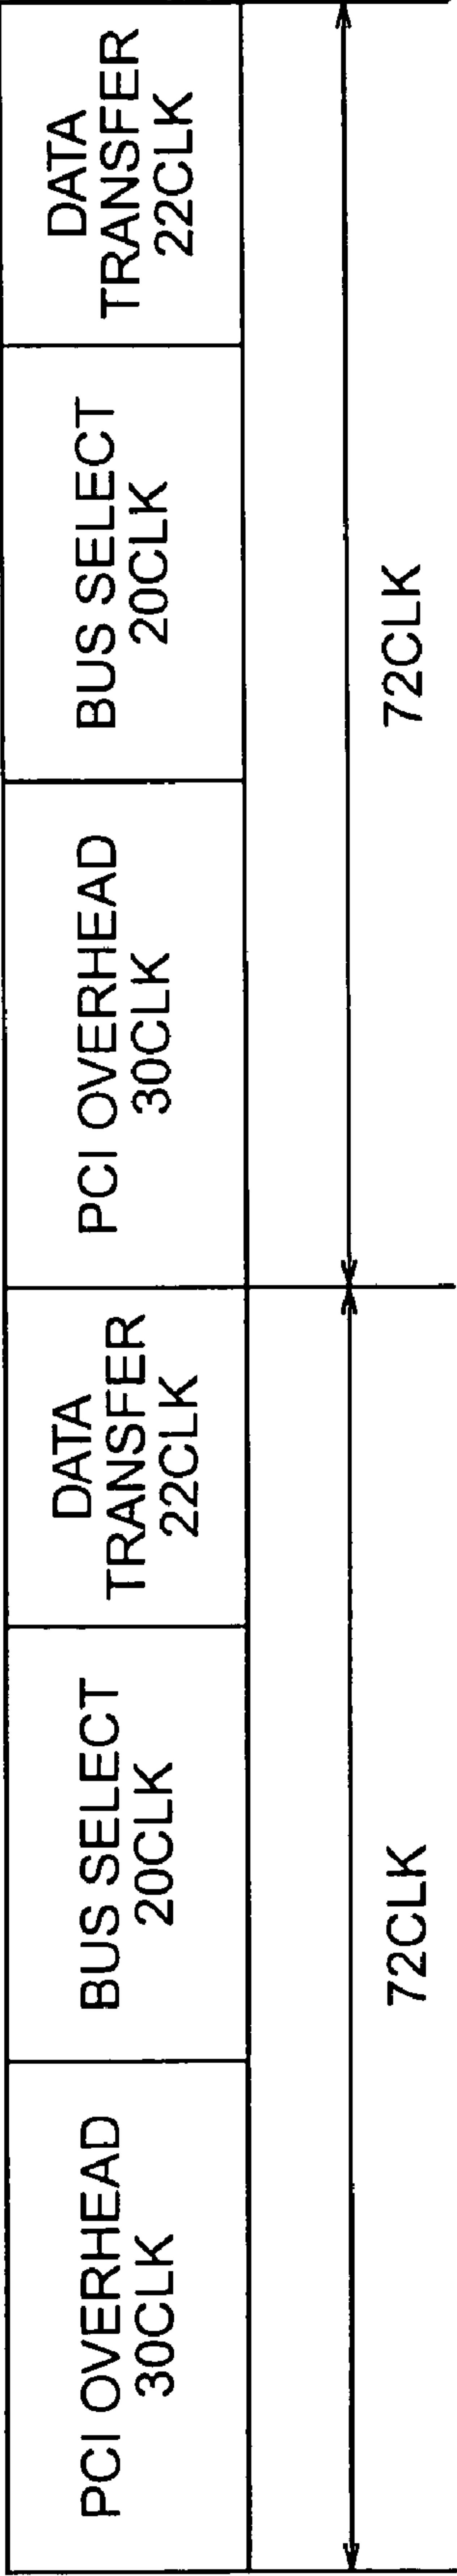 PCI OVERHEAD
30CLK
BUS SELECT
20CLK
DATA
TRANSFER
22CLK
PCI OVERHEAD
30CLK
BUS SELECT
20CLK
DATA
TRANSFER
22CLK
72CLK
72CLK